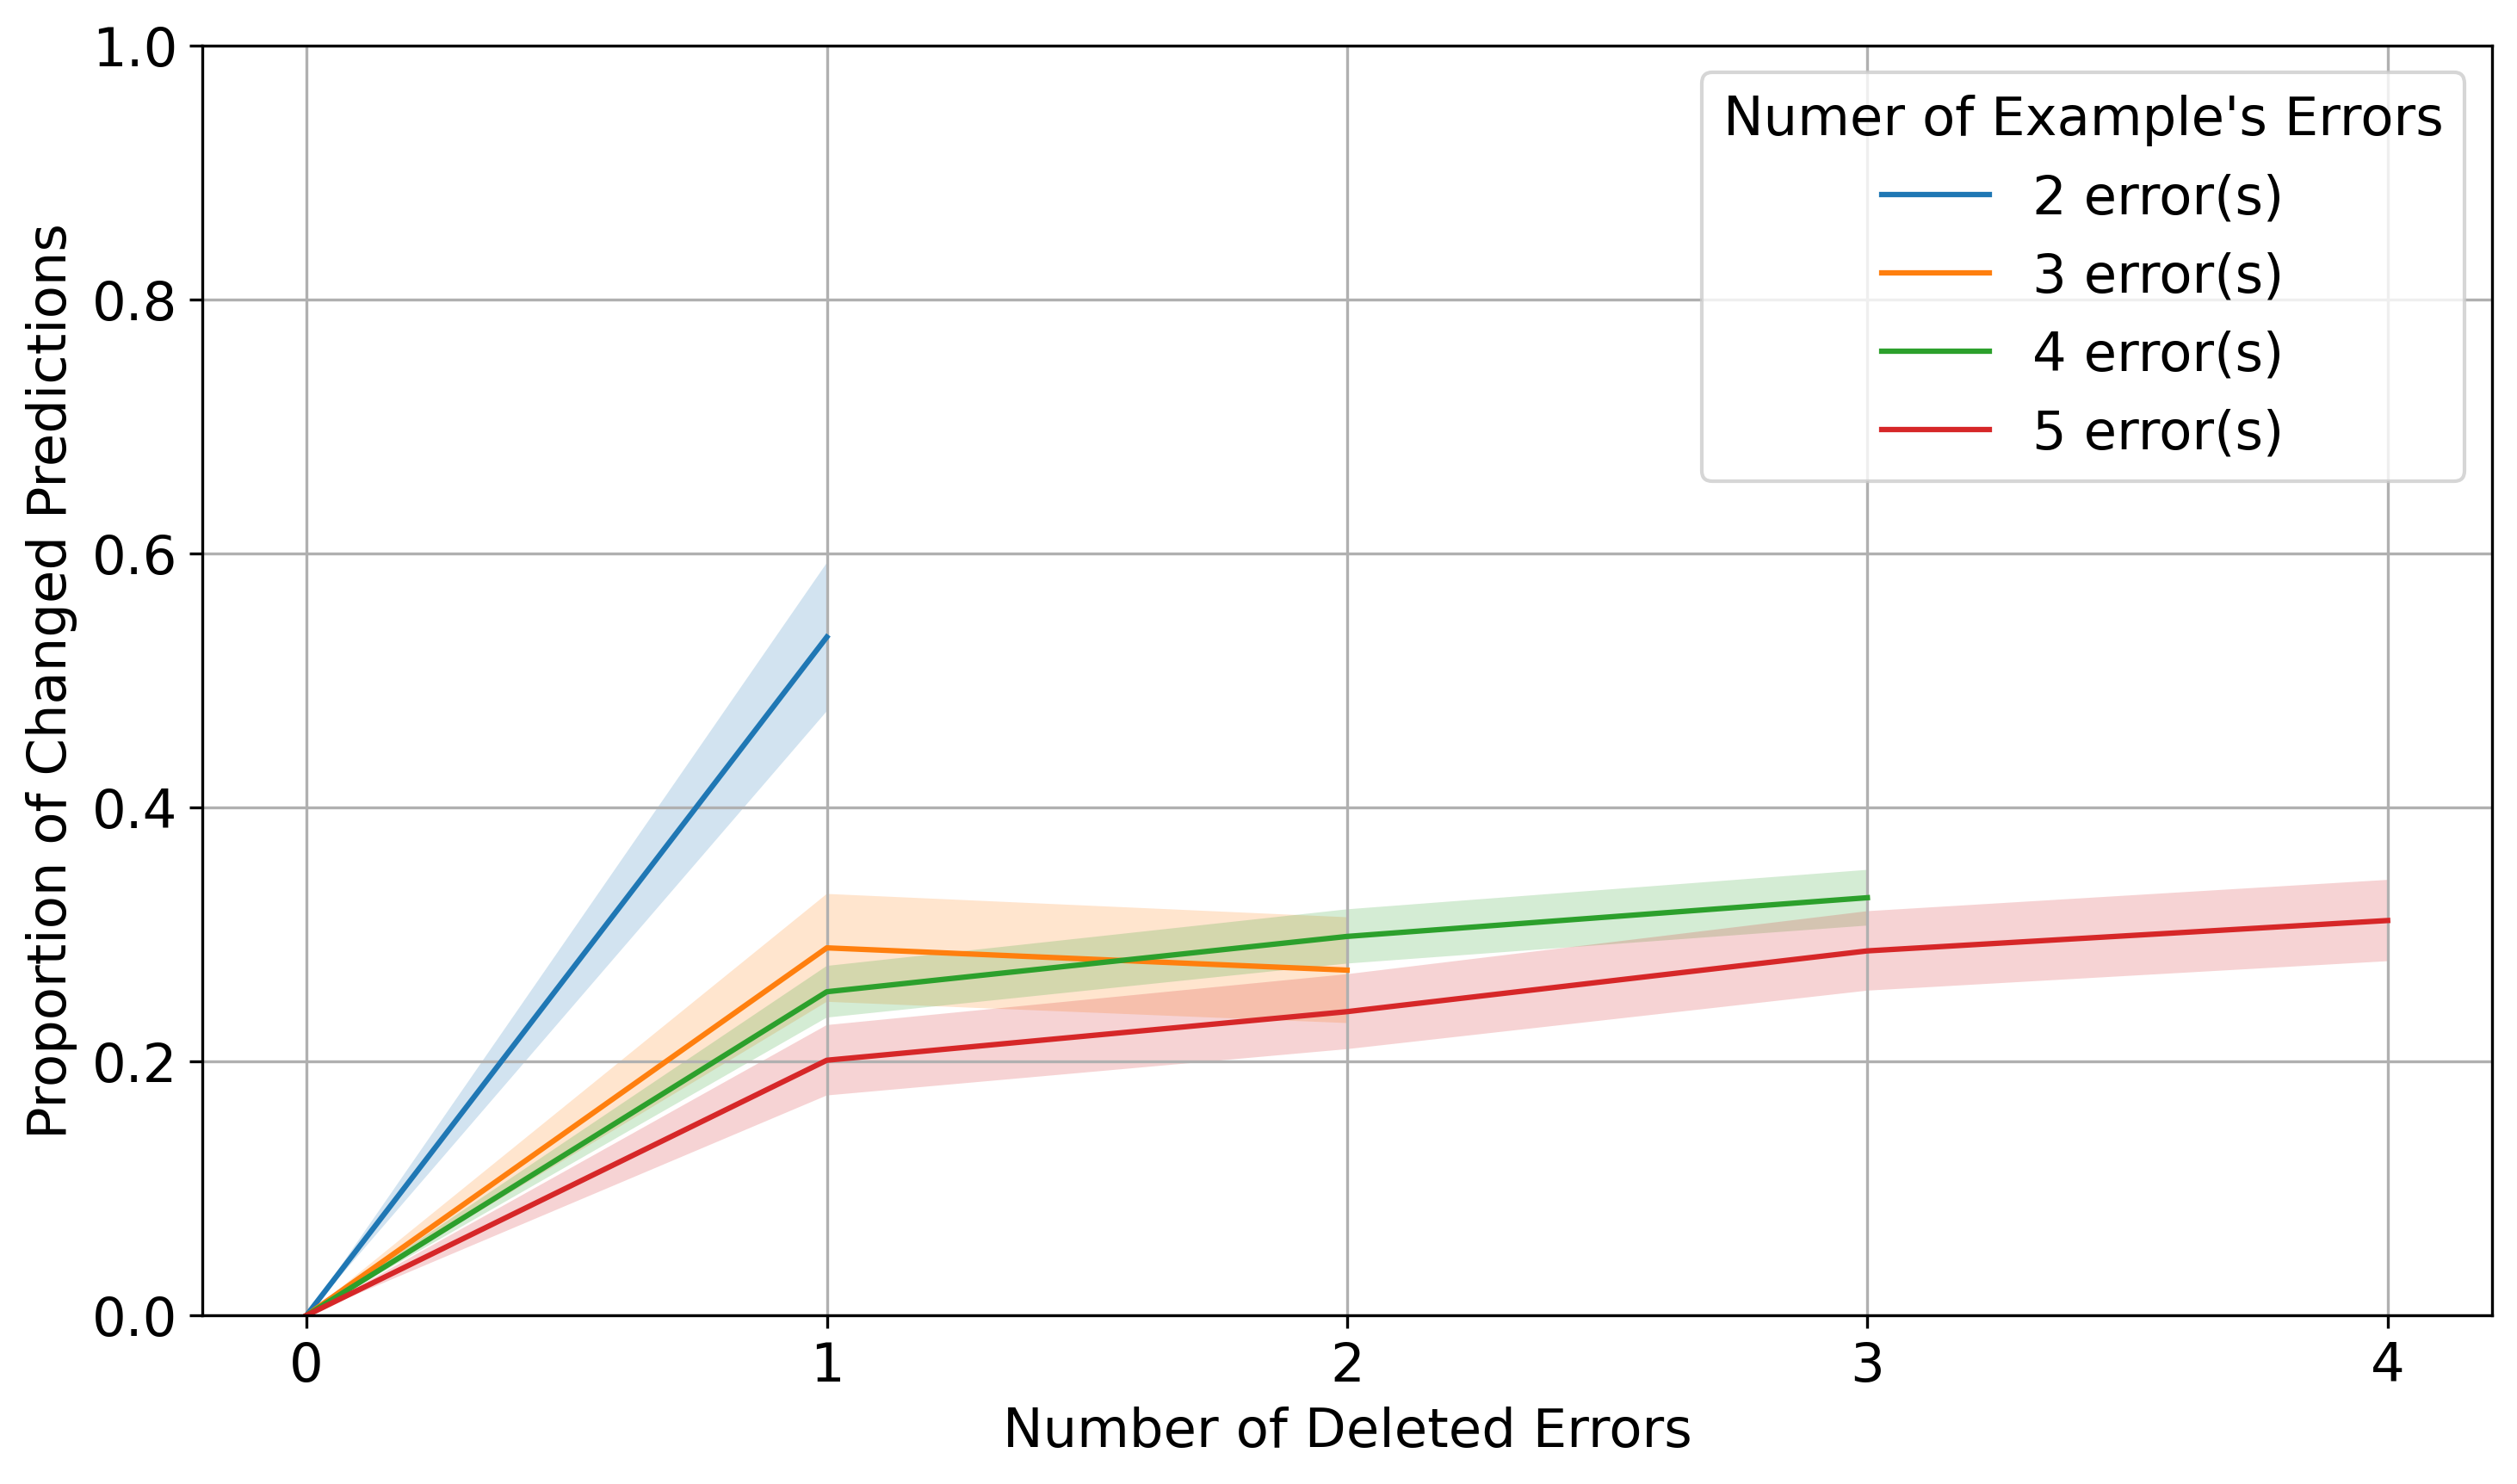 1.0
0.8
0.6
0.4
0.2
0.0
Proportion of Changed Predictions
Numer of Example's Errors
2 error(s)
3 error(s)
4 error(s)
5 error(s)
0 1 2 3 4
Number of Deleted Errors